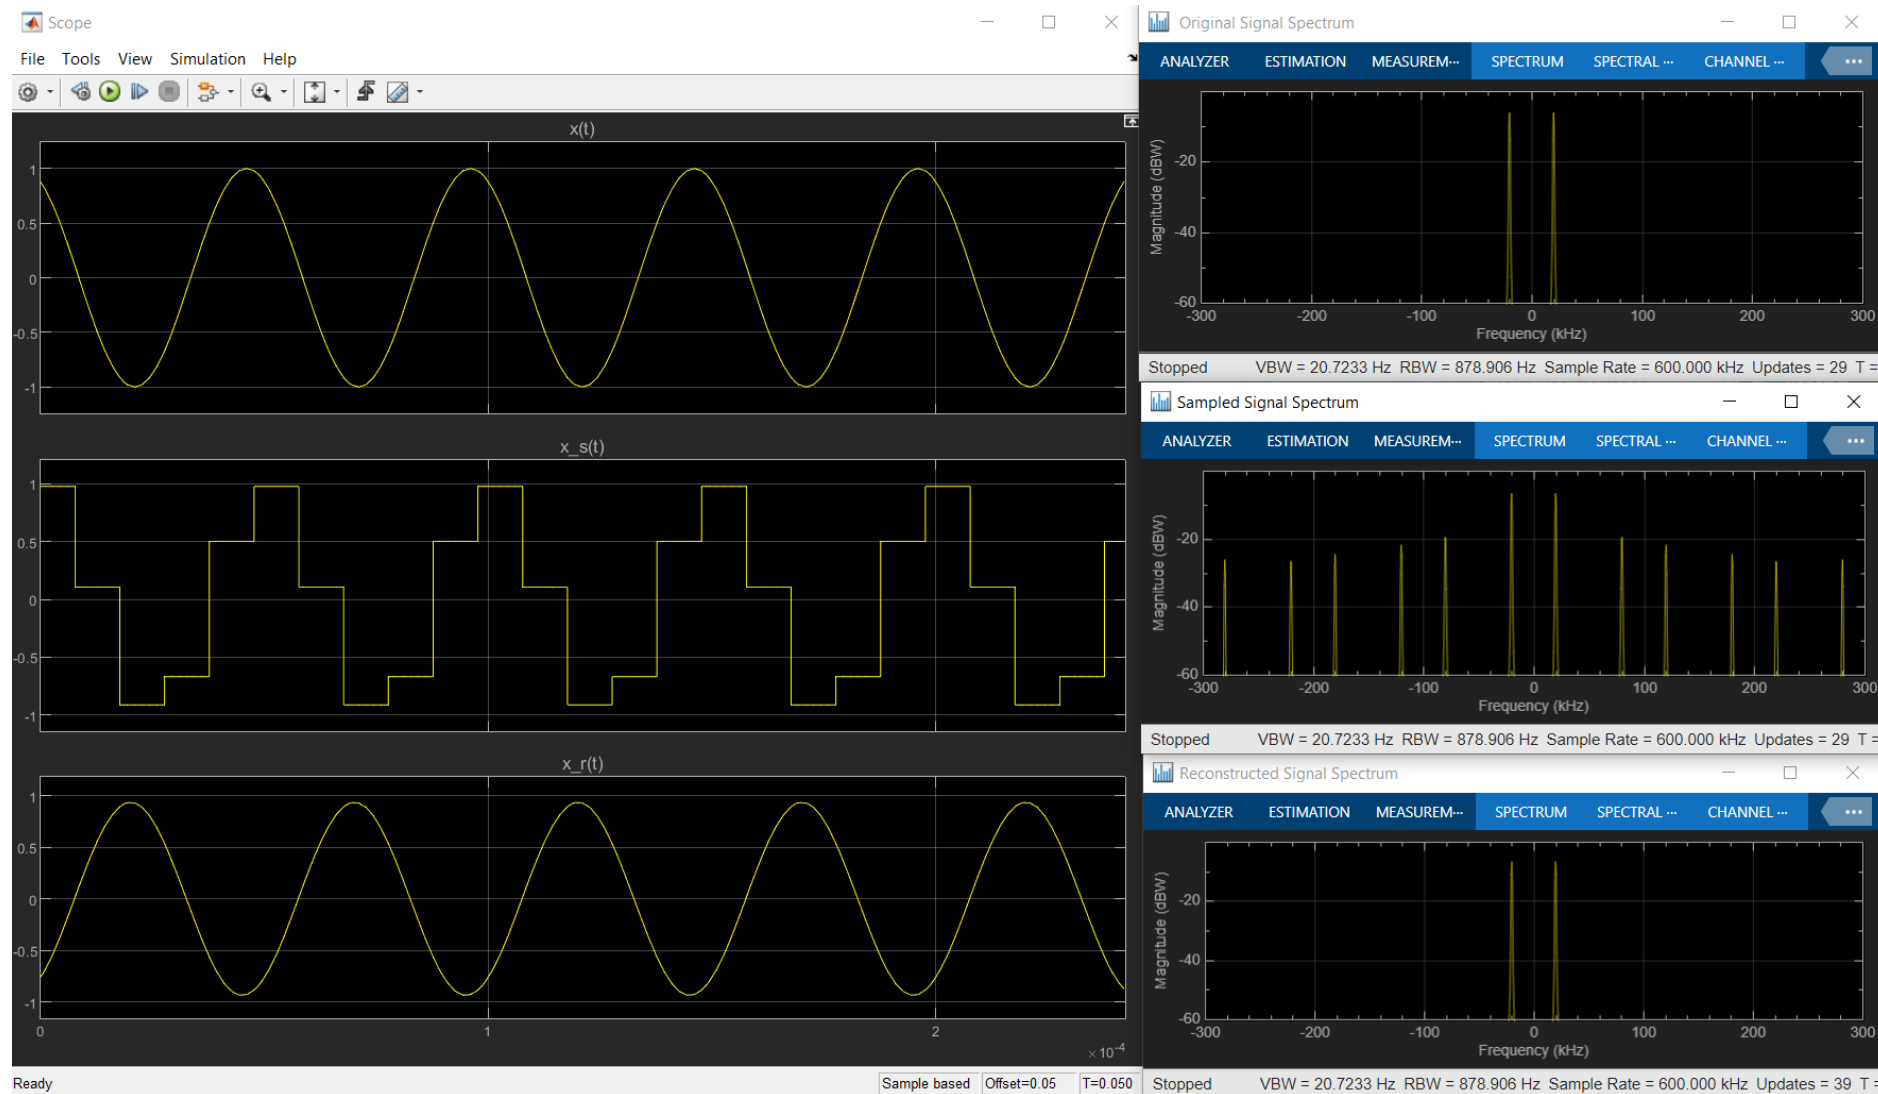 Scope
File Tools View Simulation Help
x(t)
1
0.5
0
-0.5
-1
x_s(t)
1
0.5
0
-0.5
-1
x_r(t)
1
0.5
0
-0.5
-1
0 1 2
×10-4
Ready Sample based Offset=0.05 T=0.050
Original Signal Spectrum
ANALYZER ESTIMATION MEASUREM... SPECTRUM SPECTRAL ... CHANNEL ... ...
Magnitude (dBW)
-20
-40
-60
-300 -200 -100 0 100 200 300
Frequency (kHz)
Stopped VBW = 20.7233 Hz RBW = 878.906 Hz Sample Rate = 600.000 kHz Updates = 29 T =
Sampled Signal Spectrum
ANALYZER ESTIMATION MEASUREM... SPECTRUM SPECTRAL ... CHANNEL ... ...
Magnitude (dBW)
-20
-40
-60
-300 -200 -100 0 100 200 300
Frequency (kHz)
Stopped VBW = 20.7233 Hz RBW = 878.906 Hz Sample Rate = 600.000 kHz Updates = 29 T =
Reconstructed Signal Spectrum
ANALYZER ESTIMATION MEASUREM... SPECTRUM SPECTRAL ... CHANNEL ... ...
Magnitude (dBW)
-20
-40
-60
-300 -200 -100 0 100 200 300
Frequency (kHz)
Stopped VBW = 20.7233 Hz RBW = 878.906 Hz Sample Rate = 600.000 kHz Updates = 39 T =